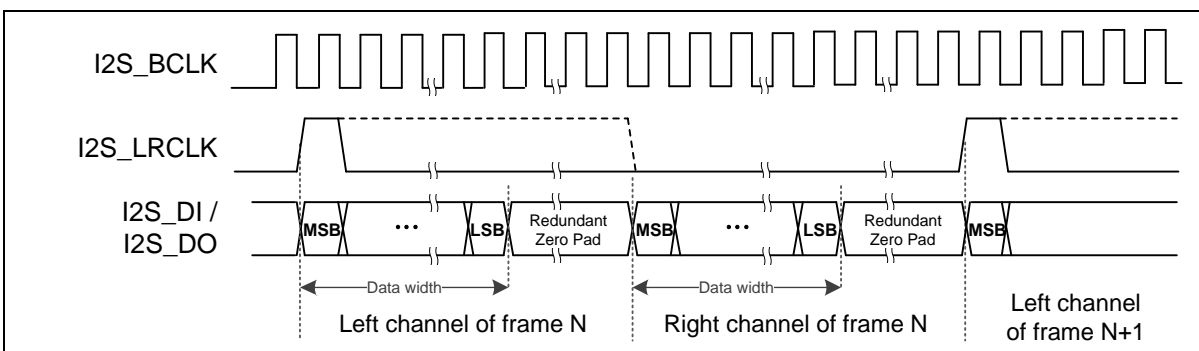 I2S_BCLK
I2S_LRCLK
I2S_DI /
I2S_DO
MSB
...
LSB
Redundant
Zero Pad
MSB
...
LSB
Redundant
Zero Pad
MSB
Data width
Data width
Left channel of frame N
Right channel of frame N
Left channel
of frame N+1